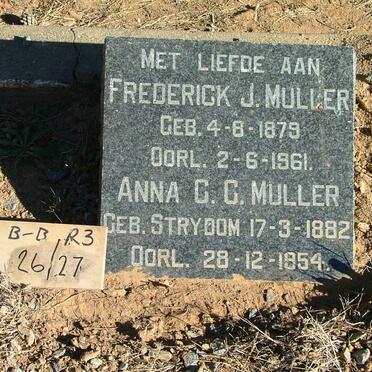 MET LIEFDE AAN
FREDERICK J. MULLER
GEB. 4-8-1879
OORL. 2-6-1961.
ANNA C. C. MULLER
GEB. STRYDOM 17-3-1882
OORL. 28-12-1954.
B-B, R3
26/27